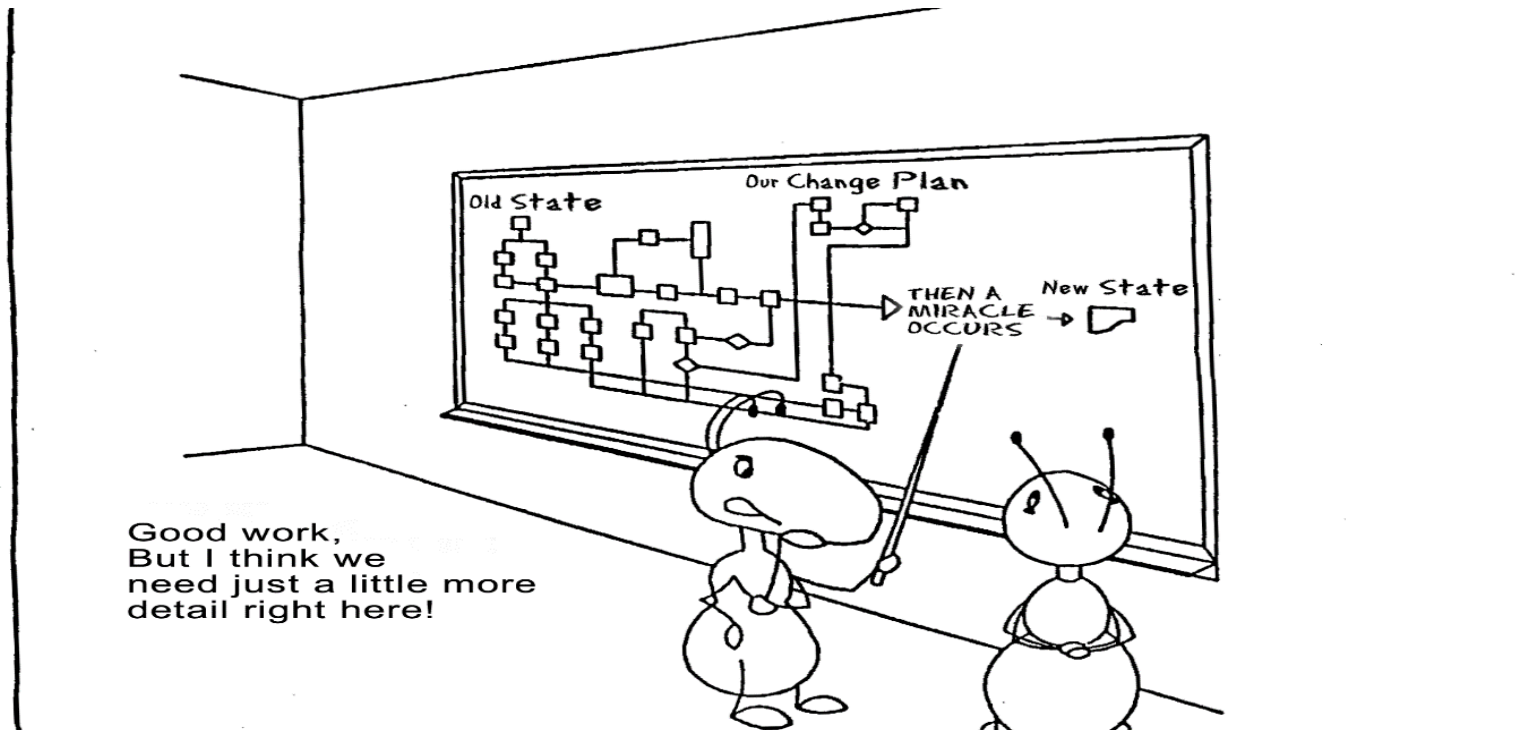 Our Change Plan
Old State
New State
THEN A
MIRACLE
OCCURS
Good work,
But I think we
need just a little more
detail right here!